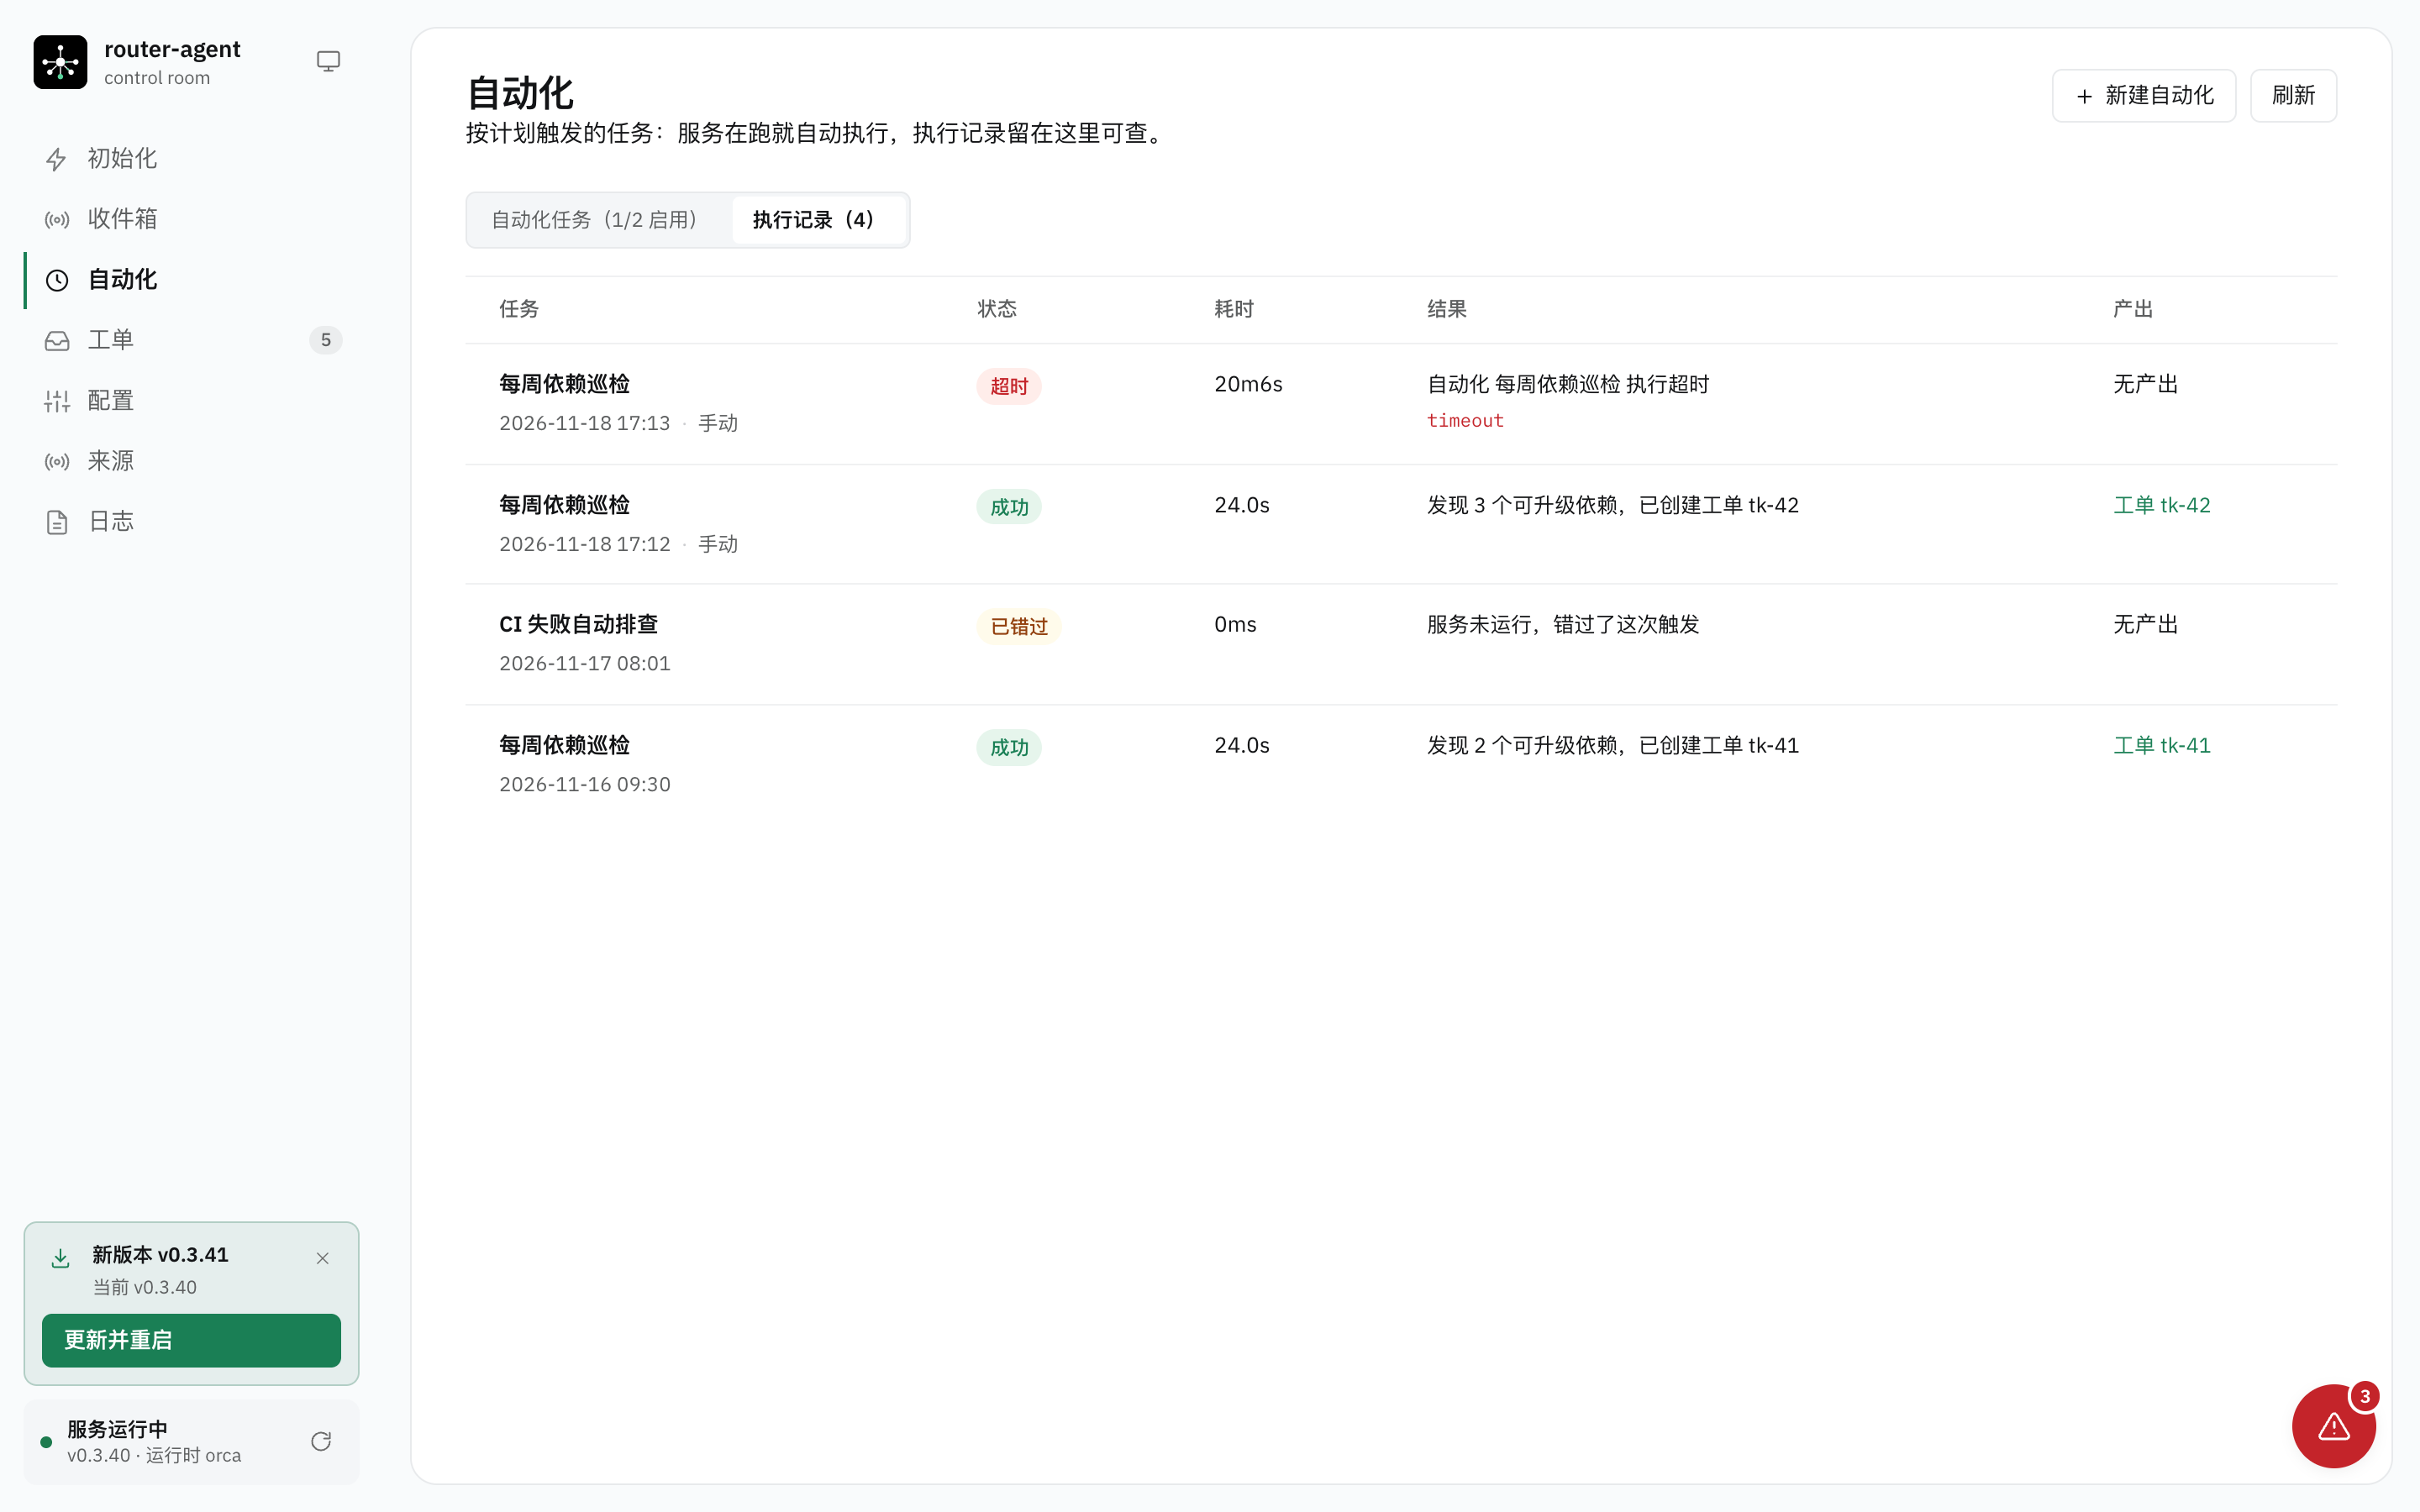 router-agent
control room
初始化
收件箱
自动化
工单 5
配置
来源
日志
新版本 v0.3.41
当前 v0.3.40
更新并重启
服务运行中
v0.3.40 · 运行时 orca
自动化
按计划触发的任务：服务在跑就自动执行，执行记录留在这里可查。
+ 新建自动化 刷新
自动化任务（1/2 启用） 执行记录（4）
任务 状态 耗时 结果 产出
每周依赖巡检 超时 20m6s 自动化 每周依赖巡检 执行超时 无产出
2026-11-18 17:13 · 手动 timeout
每周依赖巡检 成功 24.0s 发现 3 个可升级依赖，已创建工单 tk-42 工单 tk-42
2026-11-18 17:12 · 手动
CI 失败自动排查 已错过 0ms 服务未运行，错过了这次触发 无产出
2026-11-17 08:01
每周依赖巡检 成功 24.0s 发现 2 个可升级依赖，已创建工单 tk-41 工单 tk-41
2026-11-16 09:30
3